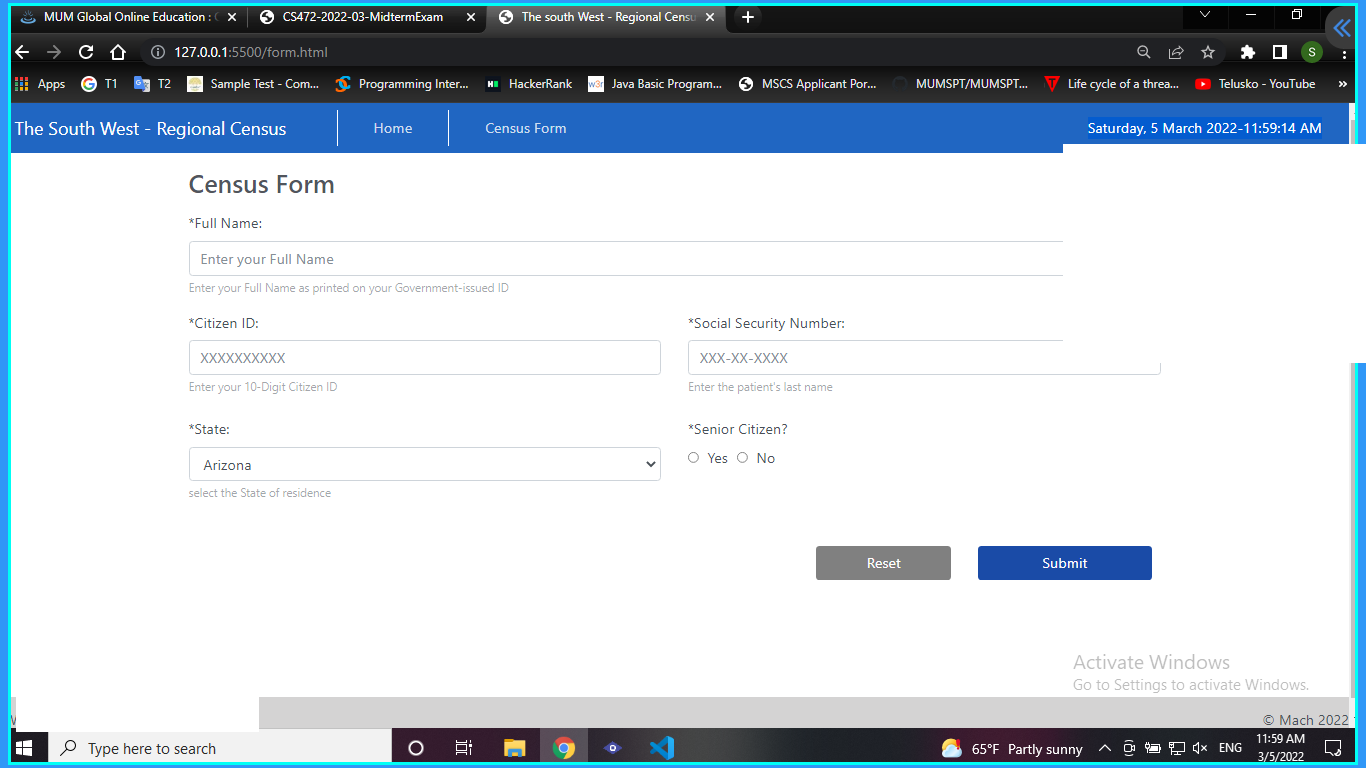 MUM Global Online Education :
CS472-2022-03-MidtermExam
The south West - Regional Censu
127.0.0.1:5500/form.html
S
Apps
T1
T2
Sample Test - Com...
Programming Inter...
HackerRank
Java Basic Program...
MSCS Applicant Por...
MUMSPT/MUMSPT...
Life cycle of a threa...
Telusko - YouTube
»
The South West - Regional Census
Home
Census Form
Saturday, 5 March 2022-11:59:14 AM
Census Form
*Full Name:
Enter your Full Name
Enter your Full Name as printed on your Government-issued ID
*Citizen ID:
*Social Security Number:
XXXXXXXXXX
XXX-XX-XXXX
Enter your 10-Digit Citizen ID
Enter the patient's last name
*State:
*Senior Citizen?
Arizona
Yes
No
select the State of residence
Reset
Submit
Activate Windows
Go to Settings to activate Windows.
© Mach 2022
Type here to search
65°F Partly sunny
ENG
11:59 AM
3/5/2022